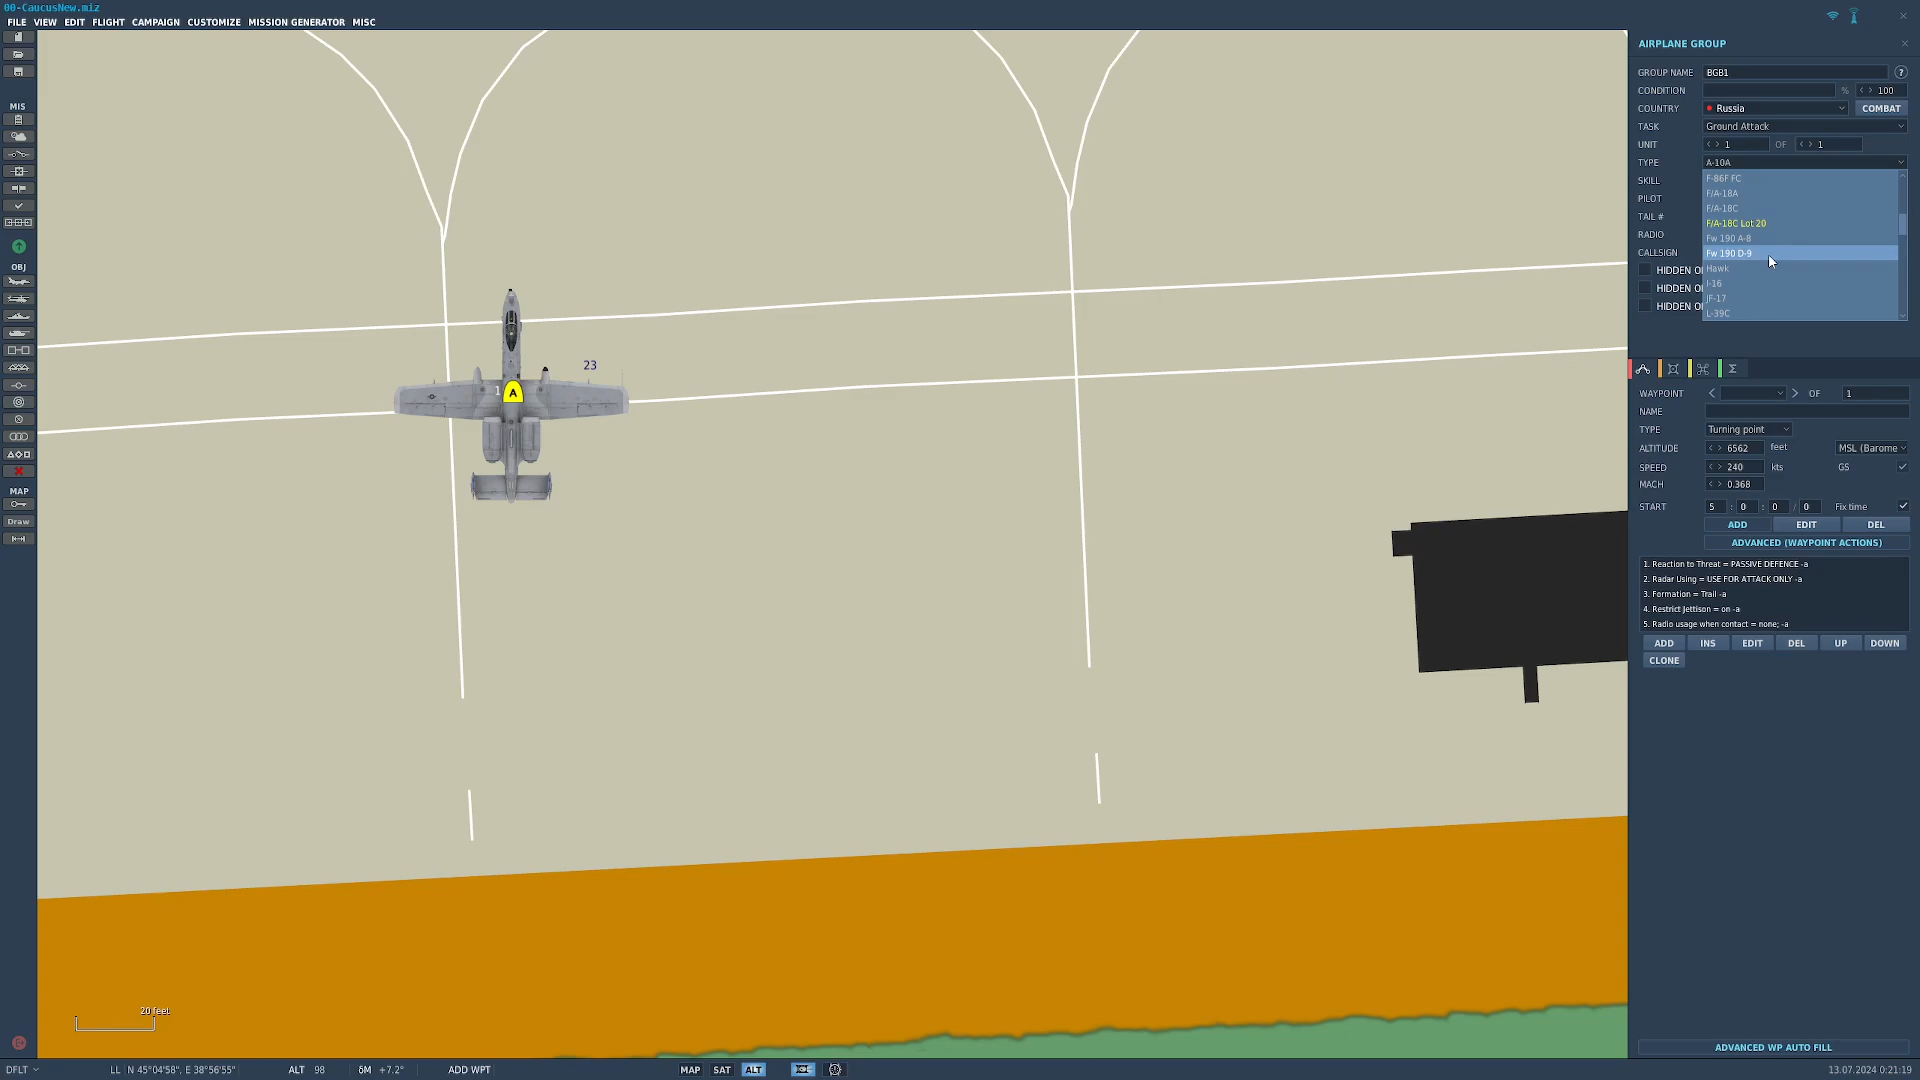 00-CaucusNew.miz
FILE VIEW EDIT FLIGHT CAMPAIGN CUSTOMIZE MISSION GENERATOR MISC
MIS
OBJ
MAP
Draw
23
1 A
20 feet
AIRPLANE GROUP
GROUP NAME BGB1 ?
CONDITION % < > 100
COUNTRY Russia COMBAT
TASK Ground Attack
UNIT < > 1 OF < > 1
TYPE A-10A
SKILL
PILOT
TAIL #
RADIO
CALLSIGN
HIDDEN O
HIDDEN O
HIDDEN O
F-86F FC
F/A-18A
F/A-18C
F/A-18C Lot 20
Fw 190 A-8
Fw 190 D-9
Hawk
I-16
JF-17
L-39C
WAYPOINT < > OF 1
NAME
TYPE Turning point
ALTITUDE < > 6562 feet MSL (Barome
SPEED < > 240 kts GS
MACH < > 0.368
START 5 : 0 : 0 / 0 Fix time
ADD EDIT DEL
ADVANCED (WAYPOINT ACTIONS)
1. Reaction to Threat = PASSIVE DEFENCE -a
2. Radar Using = USE FOR ATTACK ONLY -a
3. Formation = Trail -a
4. Restrict Jettison = on -a
5. Radio usage when contact = none; -a
ADD INS EDIT DEL UP DOWN
CLONE
ADVANCED WP AUTO FILL
DFLT LL N 45°04'58", E 38°56'55" ALT 98 δM +7.2° ADD WPT MAP SAT ALT 13.07.2024 0:21:19